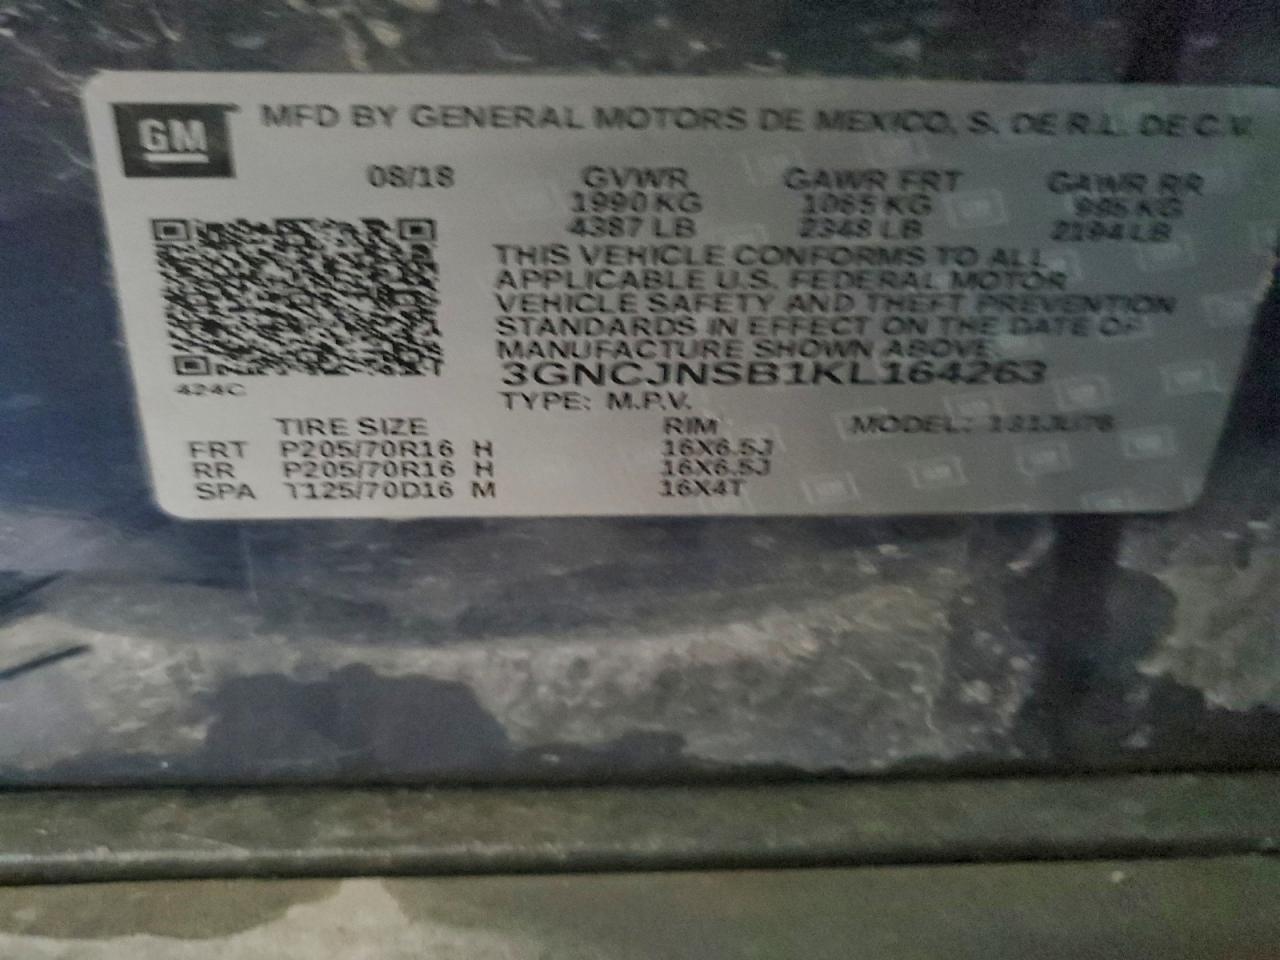 GM
MFD BY GENERAL MOTORS DE MEXICO, S. DE R.L. DE C.V.
08/18 GVWR GAWR FRT GAWR RR
1990 KG 1065 KG 995 KG
4387 LB 2348 LB 2194 LB
THIS VEHICLE CONFORMS TO ALL
APPLICABLE U.S. FEDERAL MOTOR
VEHICLE SAFETY AND THEFT PREVENTION
STANDARDS IN EFFECT ON THE DATE OF
MANUFACTURE SHOWN ABOVE.
3GNCJNSB1KL164263
424C
TYPE: M.P.V.
TIRE SIZE RIM MODEL:
FRT P205/70R16 H 16X6.5J
RR P205/70R16 H 16X6.5J
SPA T125/70D16 M 16X4T